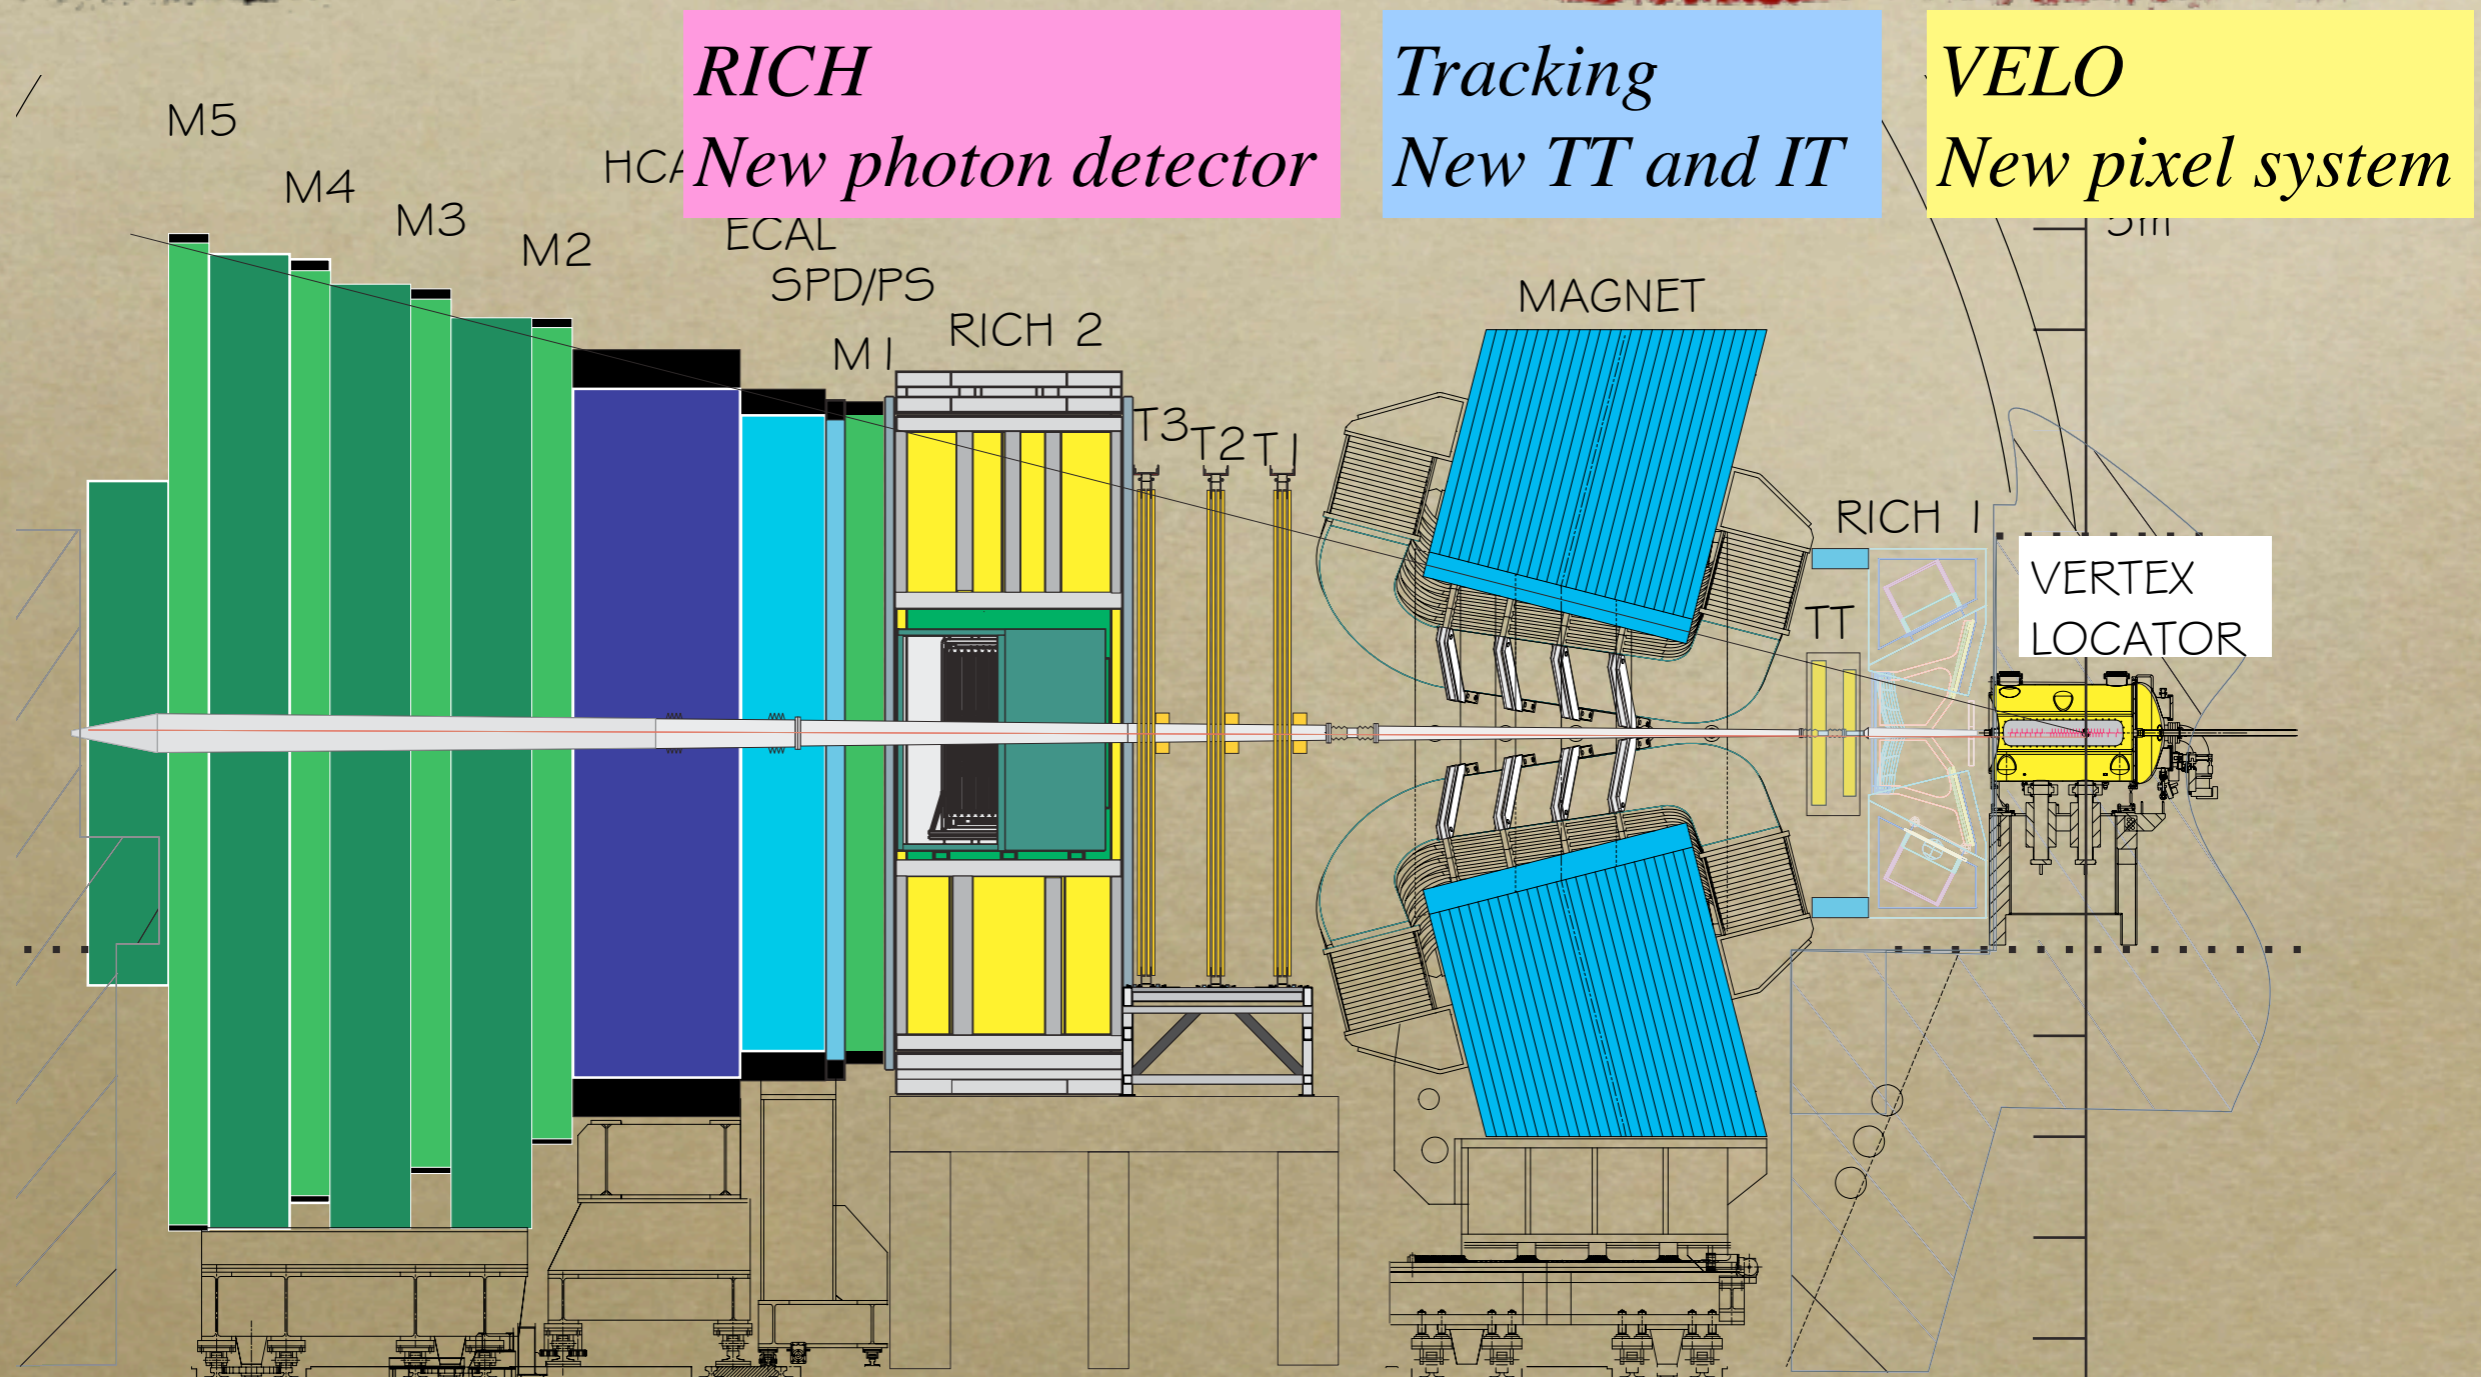 RICH
New photon detector
Tracking
New TT and IT
VELO
New pixel system
M5
M4
M3
M2
ECAL
SPD/PS
M1
RICH 2
T3
T2
T1
MAGNET
RICH 1
TT
VERTEX
LOCATOR
5m